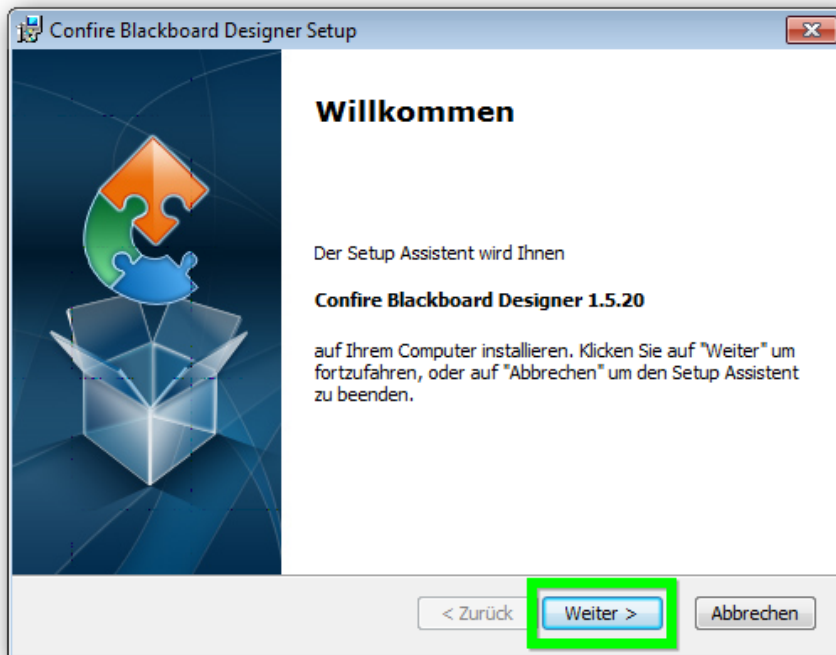 Confire Blackboard Designer Setup
Willkommen
Der Setup Assistent wird Ihnen
Confire Blackboard Designer 1.5.20
auf Ihrem Computer installieren. Klicken Sie auf "Weiter" um
fortzufahren, oder auf "Abbrechen" um den Setup Assistent
zu beenden.
< Zurück Weiter > Abbrechen